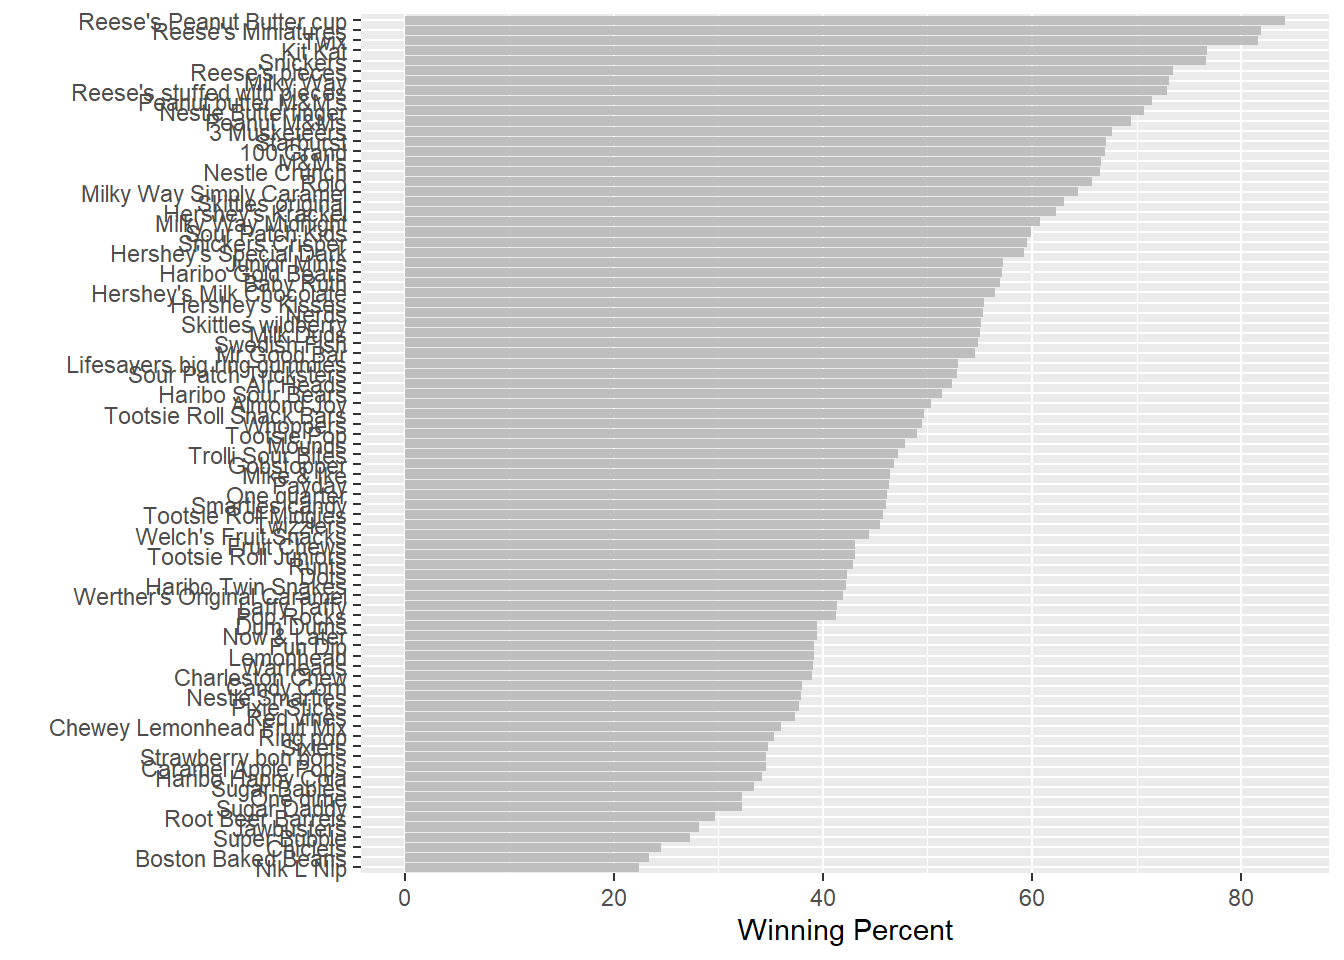 Reese's Peanut Butter cup
Reese's Miniatures
Twix
Kit Kat
Snickers
Reese's pieces
Milky Way
Reese's stuffed with pieces
Peanut butter M&M's
Nestle Butterfinger
Peanut M&Ms
3 Musketeers
Starburst
100 Grand
M&M's
Nestle Crunch
Rolo
Milky Way Simply Caramel
Skittles original
Hershey's Krackel
Milky Way Midnight
Sour Patch Kids
Snickers Crisper
Hershey's Special Dark
Junior Mints
Haribo Gold Bears
Baby Ruth
Hershey's Milk Chocolate
Hershey's Kisses
Nerds
Skittles wildberry
Milk Duds
Swedish Fish
Mr Good Bar
Lifesavers big ring gummies
Sour Patch Tricksters
Air Heads
Haribo Sour Bears
Almond Joy
Tootsie Roll Snack Bars
Whoppers
Tootsie Pop
Mounds
Trolli Sour Bites
Gobstopper
Mike & Ike
Payday
One quarter
Smarties candy
Tootsie Roll Midgies
Twizzlers
Welch's Fruit Snacks
Fruit Chews
Tootsie Roll Juniors
Runts
Dots
Haribo Twin Snakes
Werther's Original Caramel
Laffy Taffy
Pop Rocks
Dum Dums
Now & Later
Fun Dip
Lemonhead
Warheads
Charleston Chew
Candy Corn
Nestle Smarties
Pixie Sticks
Red vines
Chewey Lemonhead Fruit Mix
Ring pop
Sixlets
Strawberry bon bons
Caramel Apple Pops
Haribo Happy Cola
Sugar Babies
One dime
Sugar Daddy
Root Beer Barrels
Jawbusters
Super Bubble
Chiclets
Boston Baked Beans
Nik L Nip
0 20 40 60 80
Winning Percent